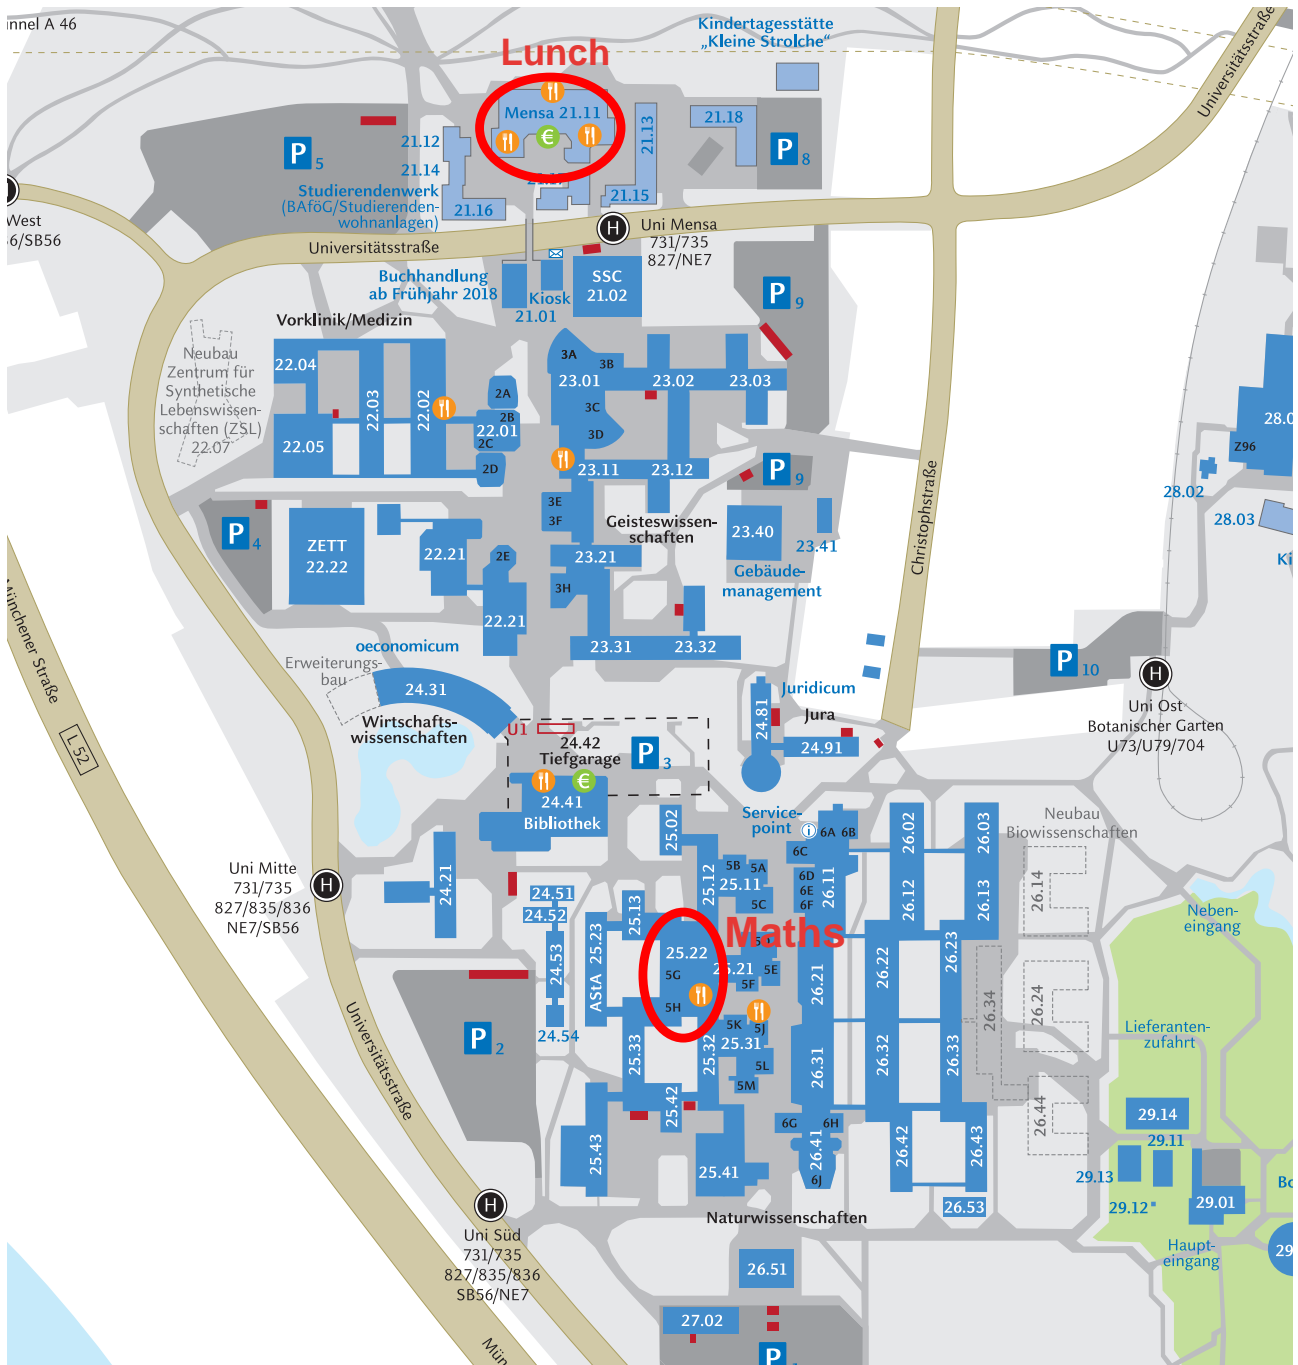 nnel A 46
Kindertagesstätte
„Kleine Strolche“
Universitätsstraße
Lunch
Mensa 21.11
€
21.12
21.13
21.18
P 5
P 8
21.14
Studierendenwerk
(BAföG/Studierenden-
wohnanlagen)
21.16
21.15
H
West
6/SB56
Universitätsstraße
H
Uni Mensa
731/735
827/NE7
Buchhandlung
ab Frühjahr 2018
Kiosk
21.01
SSC
21.02
P 9
Vorklinik/Medizin
Neubau
Zentrum für
Synthetische
Lebenswissen-
schaften (ZSL)
22.07
22.04
22.03
22.02
22.05
2A
2B
22.01
2C
2D
3A
3B
23.01
23.02
23.03
3C
3D
23.11
23.12
P 9
3E
3F
Geisteswissen-
schaften
23.40
23.41
Gebäude-
management
Christophstraße
28.0
Z96
28.02
28.03
Ki
P 4
ZETT
22.22
22.21
2E
22.21
23.21
3H
23.31
23.32
Münchener Straße
L 52
oeconomicum
Erweiterungs-
bau
24.31
Wirtschafts-
wissenschaften
U1
24.42
Tiefgarage
P 3
€
24.41
Bibliothek
Juridicum
Jura
24.81
24.91
P 10
H
Uni Ost
Botanischer Garten
U73/U79/704
Uni Mitte
731/735
827/835/836
NE7/SB56
H
24.21
24.51
24.52
24.53
24.54
25.02
25.12
5B
5A
25.11
5C
Service-
point
i
6A
6B
6C
6D
6E
6F
26.11
26.02
26.03
26.12
26.13
Neubau
Biowissenschaften
26.14
Neben-
eingang
25.13
25.23
AStA
25.22
5G
5H
Maths
25.21
5E
5F
26.21
26.22
26.23
26.34
26.24
Lieferanten-
zufahrt
P 2
Universitätsstraße
25.33
25.32
5K
5J
25.31
5L
5M
26.31
26.32
26.33
26.44
25.42
25.43
25.41
6G
6H
26.41
6J
26.42
26.43
26.53
29.14
29.11
29.13
29.12
29.01
Bo
29
Haupt-
eingang
H
Uni Süd
731/735
827/835/836
SB56/NE7
Naturwissenschaften
26.51
27.02
P
Mün